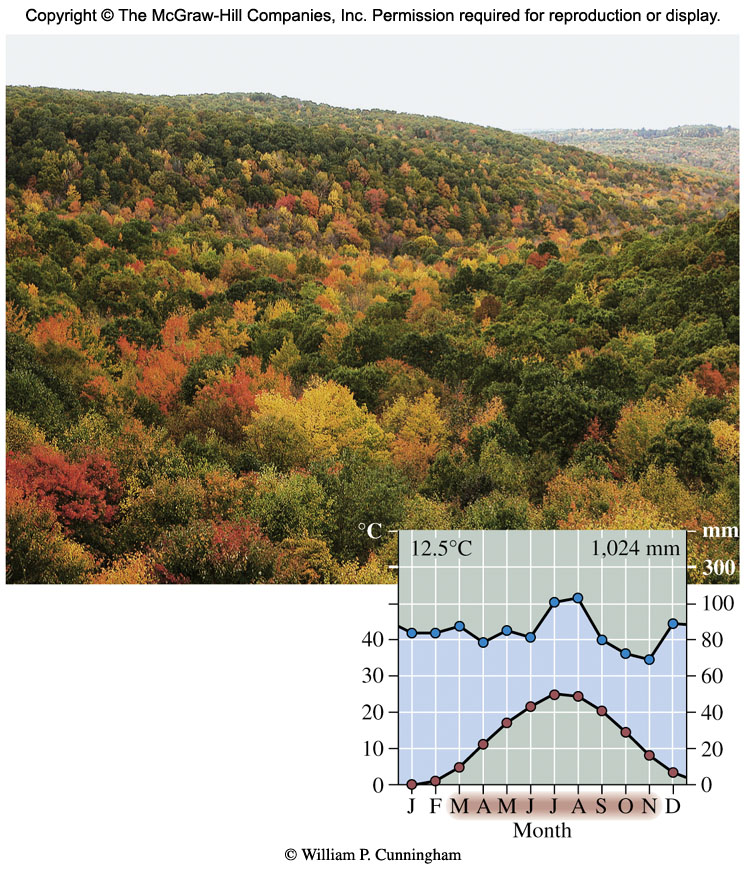 Copyright © The McGraw-Hill Companies, Inc. Permission required for reproduction or display.
°C
mm
12.5°C 1,024 mm
300
100
40 80
30 60
20 40
10 20
0 0
J F M A M J J A S O N D
Month
© William P. Cunningham